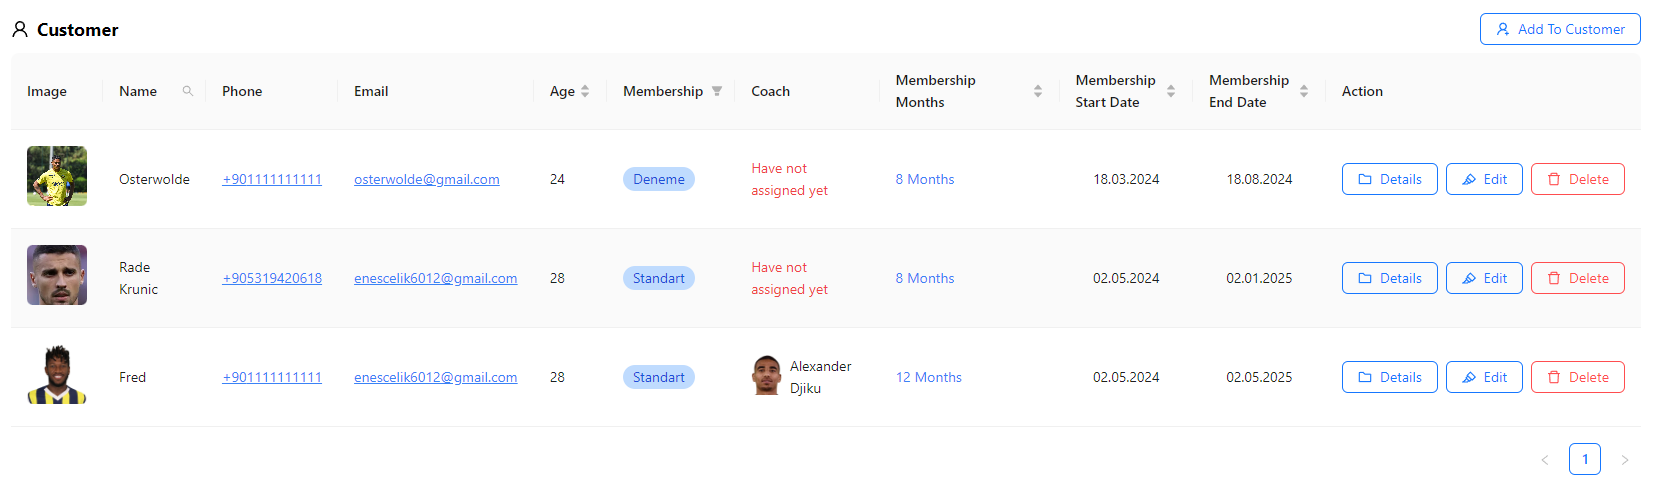 Customer
Add To Customer
Image Name Phone Email Age Membership Coach Membership Months Membership Start Date Membership End Date Action
Osterwolde +901111111111 osterwolde@gmail.com 24 Deneme Have not assigned yet 8 Months 18.03.2024 18.08.2024 Details Edit Delete
Rade Krunic +905319420618 enescelik6012@gmail.com 28 Standart Have not assigned yet 8 Months 02.05.2024 02.01.2025 Details Edit Delete
Fred +901111111111 enescelik6012@gmail.com 28 Standart Alexander Djiku 12 Months 02.05.2024 02.05.2025 Details Edit Delete
1